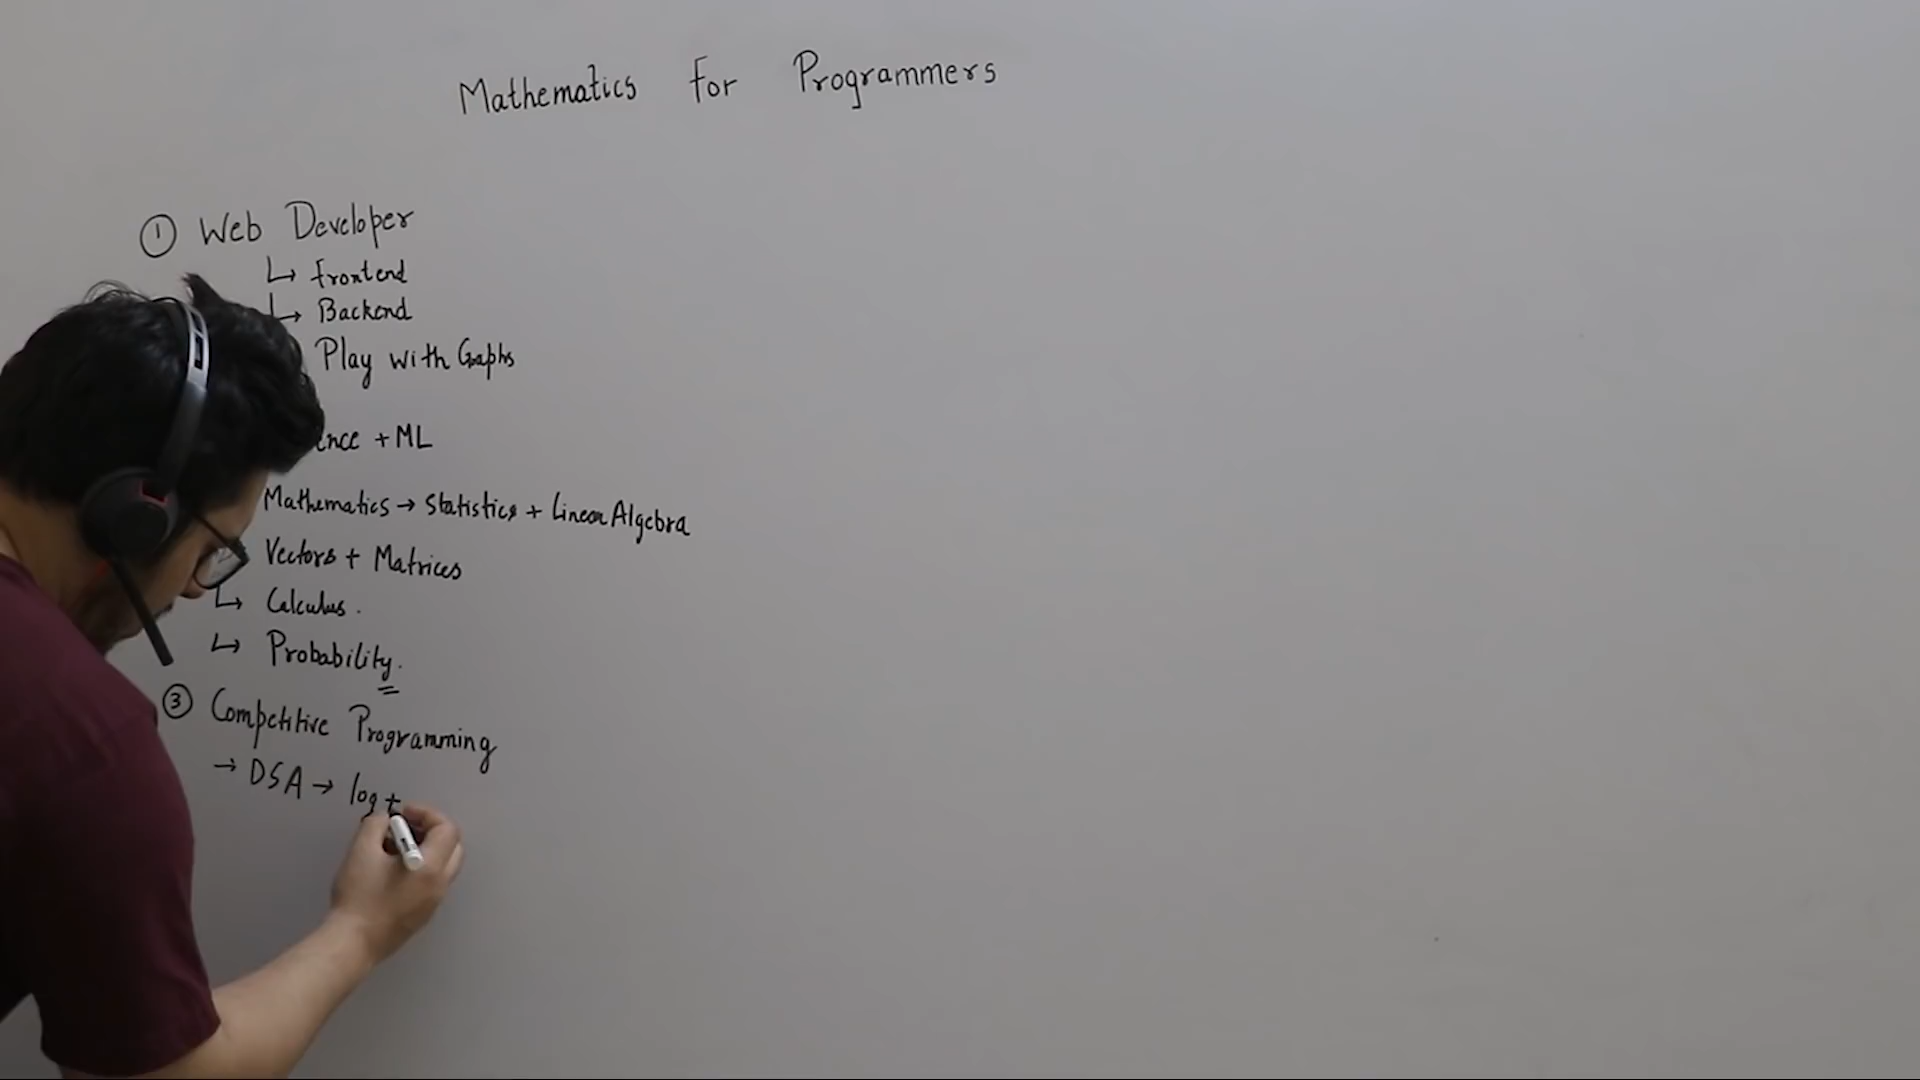 Mathematics for Programmers
① Web Developer
↳ frontend
↳ Backend
Play with Graphs
ence + ML
Mathematics → Statistics + Linear Algebra
Vectors + Matrices
↳ Calculus.
↳ Probability.
③ Competitive Programming
→ DSA → log +